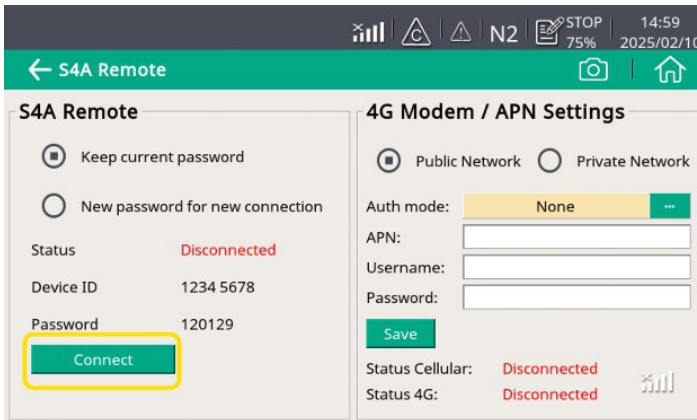 STOP 14:59
C N2 75% 2025/02/10
S4A Remote
S4A Remote
Keep current password
New password for new connection
Status Disconnected
Device ID 1234 5678
Password 120129
Connect
4G Modem / APN Settings
Public Network Private Network
Auth mode: None ...
APN:
Username:
Password:
Save
Status Cellular: Disconnected
Status 4G: Disconnected